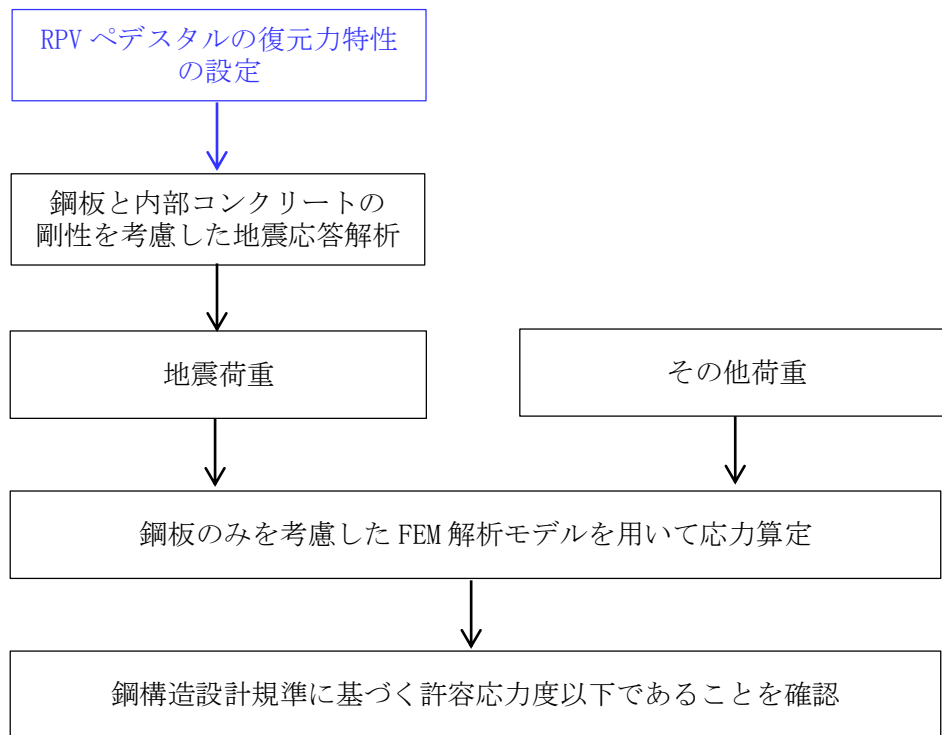 RPV ペデスタルの復元力特性
の設定
鋼板と内部コンクリートの
剛性を考慮した地震応答解析
地震荷重
その他荷重
鋼板のみを考慮した FEM 解析モデルを用いて応力算定
鋼構造設計規準に基づく許容応力度以下であることを確認